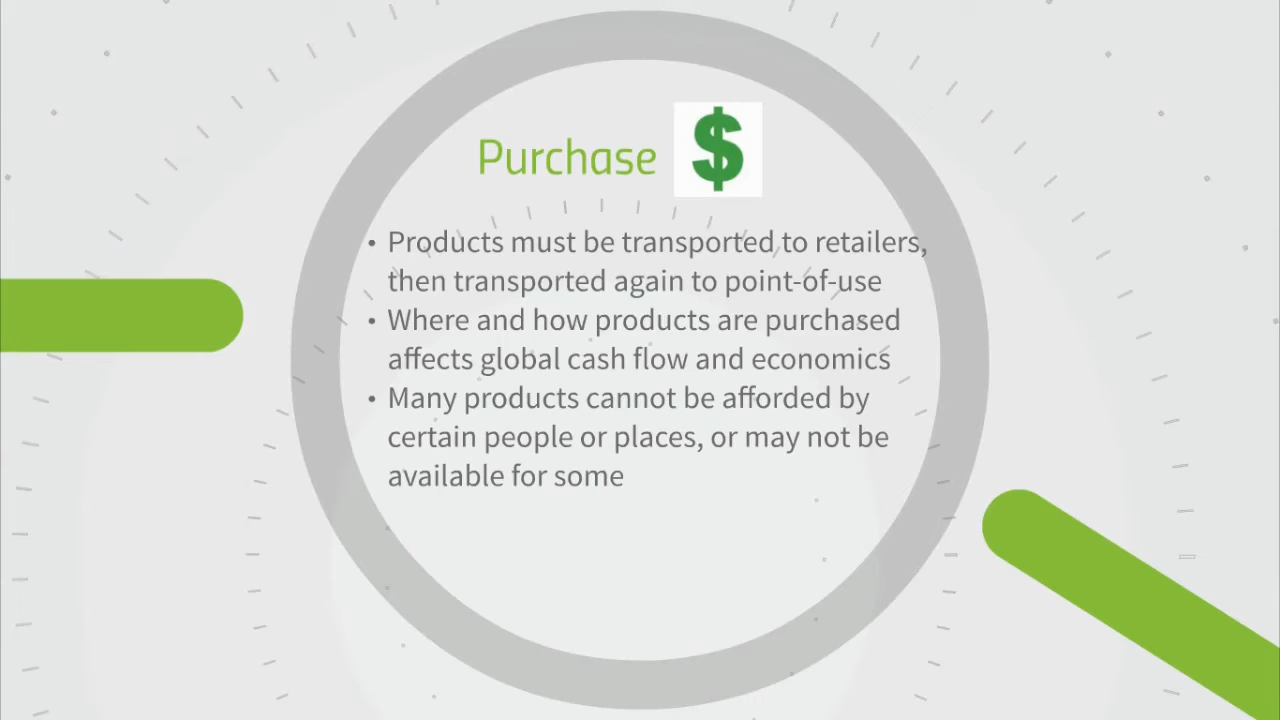 Purchase $
• Products must be transported to retailers,
then transported again to point-of-use
• Where and how products are purchased
affects global cash flow and economics
• Many products cannot be afforded by
certain people or places, or may not be
available for some